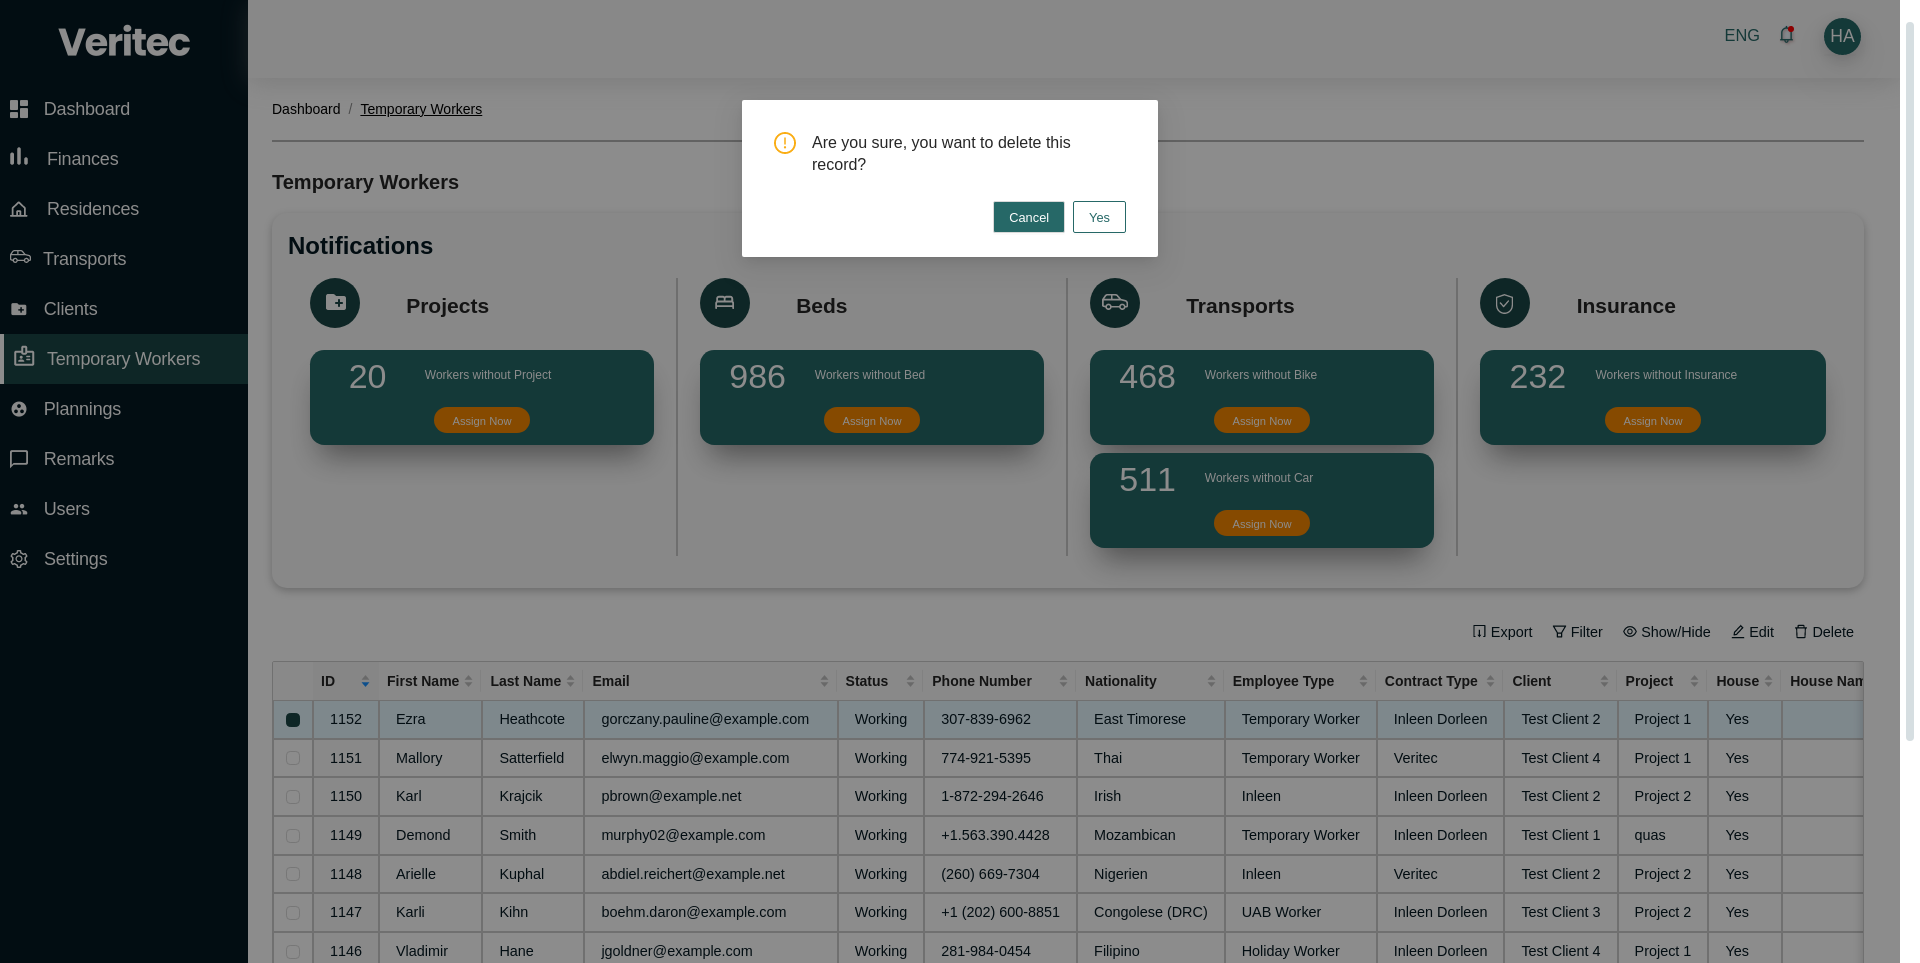 Veritec
ENG
HA
Dashboard
Finances
Residences
Transports
Clients
Temporary Workers
Plannings
Remarks
Users
Settings
Dashboard / Temporary Workers
Are you sure, you want to delete this
record?
Cancel Yes
Temporary Workers
Notifications
Projects
20 Workers without Project
Assign Now
Beds
986 Workers without Bed
Assign Now
Transports
468 Workers without Bike
Assign Now
511 Workers without Car
Assign Now
Insurance
232 Workers without Insurance
Assign Now
Export Filter Show/Hide Edit Delete
ID First Name Last Name Email Status Phone Number Nationality Employee Type Contract Type Client Project House House Nam
1152 Ezra Heathcote gorczany.pauline@example.com Working 307-839-6962 East Timorese Temporary Worker Inleen Dorleen Test Client 2 Project 1 Yes
1151 Mallory Satterfield elwyn.maggio@example.com Working 774-921-5395 Thai Temporary Worker Veritec Test Client 4 Project 1 Yes
1150 Karl Krajcik pbrown@example.net Working 1-872-294-2646 Irish Inleen Inleen Dorleen Test Client 2 Project 2 Yes
1149 Demond Smith murphy02@example.com Working +1.563.390.4428 Mozambican Temporary Worker Inleen Dorleen Test Client 1 quas Yes
1148 Arielle Kuphal abdiel.reichert@example.net Working (260) 669-7304 Nigerien Inleen Veritec Test Client 2 Project 2 Yes
1147 Karli Kihn boehm.daron@example.com Working +1 (202) 600-8851 Congolese (DRC) UAB Worker Inleen Dorleen Test Client 3 Project 2 Yes
1146 Vladimir Hane jgoldner@example.com Working 281-984-0454 Filipino Holiday Worker Inleen Dorleen Test Client 4 Project 1 Yes